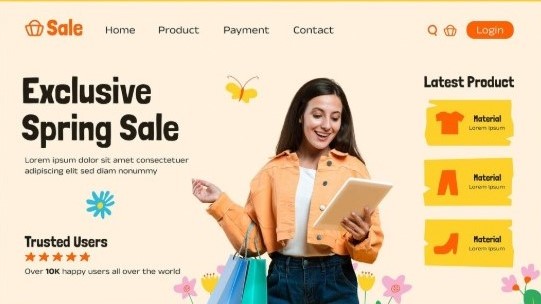 Sale
Home Product Payment Contact
Login
Exclusive
Spring Sale
Lorem ipsum dolor sit amet consectetuer
adipiscing elit sed diam nonummy
Trusted Users
Over 10K happy users all over the world
Latest Product
Material
Lorem Ipsum
Material
Lorem Ipsum
Material
Lorem Ipsum